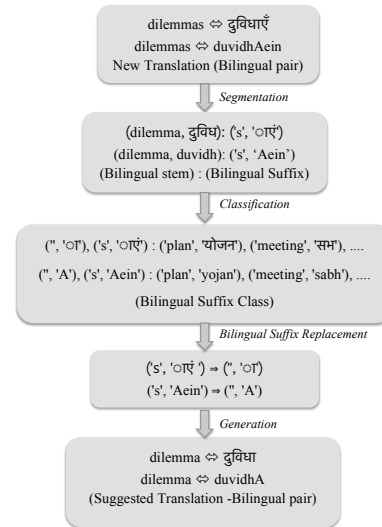 dilemmas ⇔ दुविधाएँ
dilemmas ⇔ duvidhAein
New Translation (Bilingual pair)
Segmentation
(dilemma, दुविध): ('s', 'ाएं')
(dilemma, duvidh): ('s', ‘Aein’)
(Bilingual stem) : (Bilingual Suffix)
Classification
('', 'ा'), ('s', 'ाएं') : ('plan', 'योजन'), ('meeting', 'सभ'), ....
('', 'A'), ('s', 'Aein') : ('plan', 'yojan'), ('meeting', 'sabh'), ....
(Bilingual Suffix Class)
Bilingual Suffix Replacement
('s', 'ाएं ') ⇒ ('', 'ा')
('s', 'Aein') ⇒ ('', 'A')
Generation
dilemma ⇔ दुविधा
dilemma ⇔ duvidhA
(Suggested Translation -Bilingual pair)